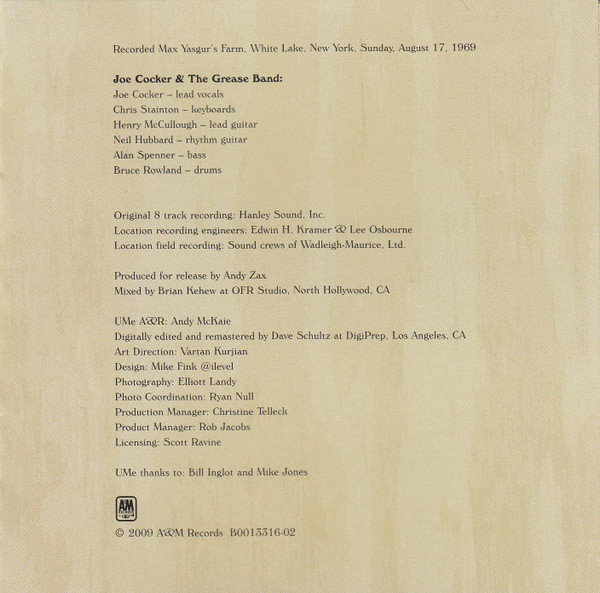 Recorded Max Yasgur's Farm, White Lake, New York, Sunday, August 17, 1969
Joe Cocker & The Grease Band:
Joe Cocker – lead vocals
Chris Stainton – keyboards
Henry McCullough – lead guitar
Neil Hubbard – rhythm guitar
Alan Spenner – bass
Bruce Rowland – drums
Original 8 track recording: Hanley Sound, Inc.
Location recording engineers: Edwin H. Kramer & Lee Osbourne
Location field recording: Sound crews of Wadleigh-Maurice, Ltd.
Produced for release by Andy Zax
Mixed by Brian Kehew at OFR Studio, North Hollywood, CA
UMe A&R: Andy McKaie
Digitally edited and remastered by Dave Schultz at DigiPrep, Los Angeles, CA
Art Direction: Vartan Kurjian
Design: Mike Fink @ilevel
Photography: Elliott Landy
Photo Coordination: Ryan Null
Production Manager: Christine Telleck
Product Manager: Rob Jacobs
Licensing: Scott Ravine
UMe thanks to: Bill Inglot and Mike Jones
AM
© 2009 A&M Records B0013316-02